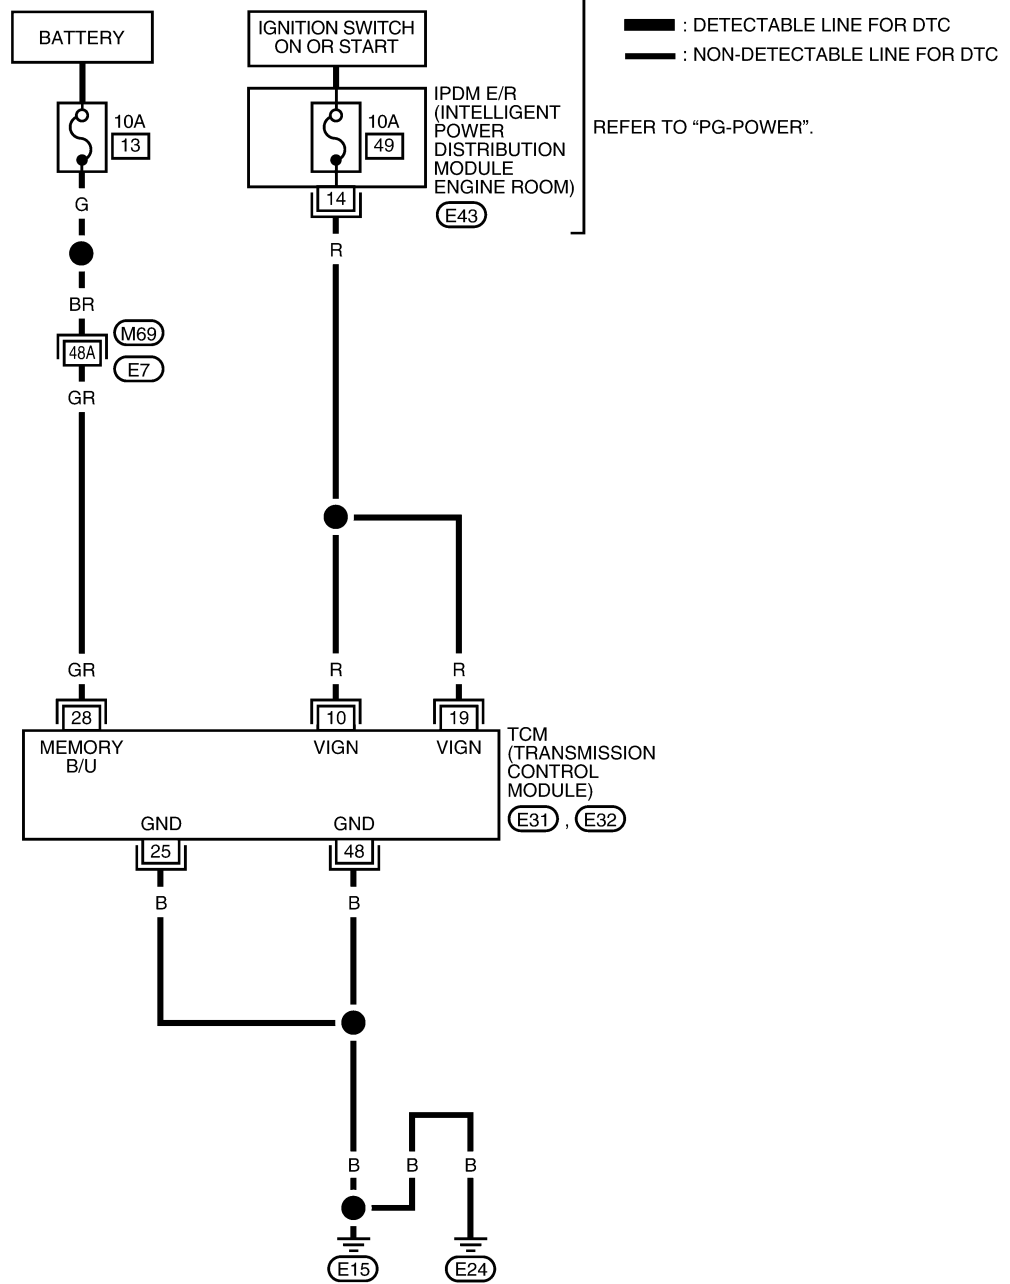 BATTERY
IGNITION SWITCH
ON OR START
: DETECTABLE LINE FOR DTC
: NON-DETECTABLE LINE FOR DTC
10A
13
10A
49
IPDM E/R
(INTELLIGENT
POWER
DISTRIBUTION
MODULE
ENGINE ROOM)
E43
REFER TO “PG-POWER”.
14
G
R
BR
M69
48A
E7
GR
GR
R
R
28
10
19
MEMORY
B/U
VIGN
VIGN
TCM
(TRANSMISSION
CONTROL
MODULE)
E31 , E32
GND
GND
25
48
B
B
B
B
B
E15
E24